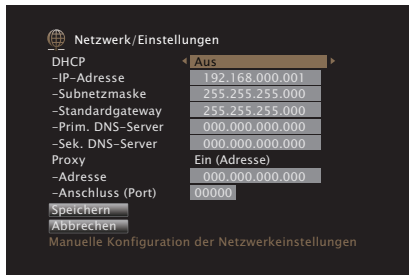 Netzwerk/Einstellungen
DHCP Aus
-IP-Adresse 192.168.000.001
-Subnetzmaske 255.255.255.000
-Standardgateway 255.255.255.000
-Prim. DNS-Server 000.000.000.000
-Sek. DNS-Server 000.000.000.000
Proxy Ein (Adresse)
-Adresse 000.000.000.000
-Anschluss (Port) 00000
Speichern
Abbrechen
Manuelle Konfiguration der Netzwerkeinstellungen